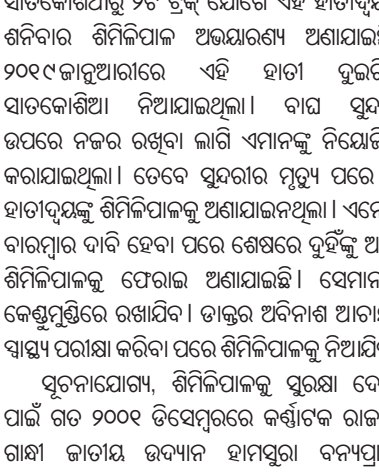 ସାତକୋଶିଆରୁ ୨ଟି ଟ୍ରକ୍ ଯୋଗେ ଏହି ହାତୀଦ୍ୱୟ
ଶନିବାର ଶିମିଳିପାଳ ଅଭୟାରଣ୍ୟ ଅଣାଯାଇ
୨୦୧୯ ଜାନୁଆରୀରେ ଏହି ହାତୀ ଦୁଇ
ସାତକୋଶିଆ ନିଆଯାଇଥିଲା। ବାଘ ସୁନ୍ଦ
ଉପରେ ନଜର ରଖିବା ଲାଗି ଏମାନଙ୍କୁ ନିୟୋଜି
କରାଯାଇଥିଲା। ତେବେ ସୁନ୍ଦରୀର ମୃତ୍ୟୁ ପରେ
ହାତୀଦ୍ୱୟଙ୍କୁ ଶିମିଳିପାଳକୁ ଅଣାଯାଇନଥିଲା। ଏନେ
ବାରମ୍ବାର ଦାବି ହେବା ପରେ ଶେଷରେ ଦୁହିଁଙ୍କୁ ଆ
ଶିମିଳିପାଳକୁ ଫେରାଇ ଅଣାଯାଇଛି। ସେମାନ
କେଣ୍ଡୁମୁଣ୍ଡିରେ ରଖାଯିବ। ଡାକ୍ତର ଅବିନାଶ ଆଚା
ସ୍ୱାସ୍ଥ୍ୟ ପରୀକ୍ଷା କରିବା ପରେ ଶିମିଳିପାଳକୁ ନିଆଯି
ସୂଚନାଯୋଗ୍ୟ, ଶିମିଳିପାଳକୁ ସୁରକ୍ଷା ଦେ
ପାଇଁ ଗତ ୨୦୦୧ ଡିସେମ୍ବରରେ କର୍ଣ୍ଣାଟକ ରାଜ
ଗାନ୍ଧୀ ଜାତୀୟ ଉଦ୍ୟାନ ହାମସୁରା ବନ୍ୟପ୍ରା